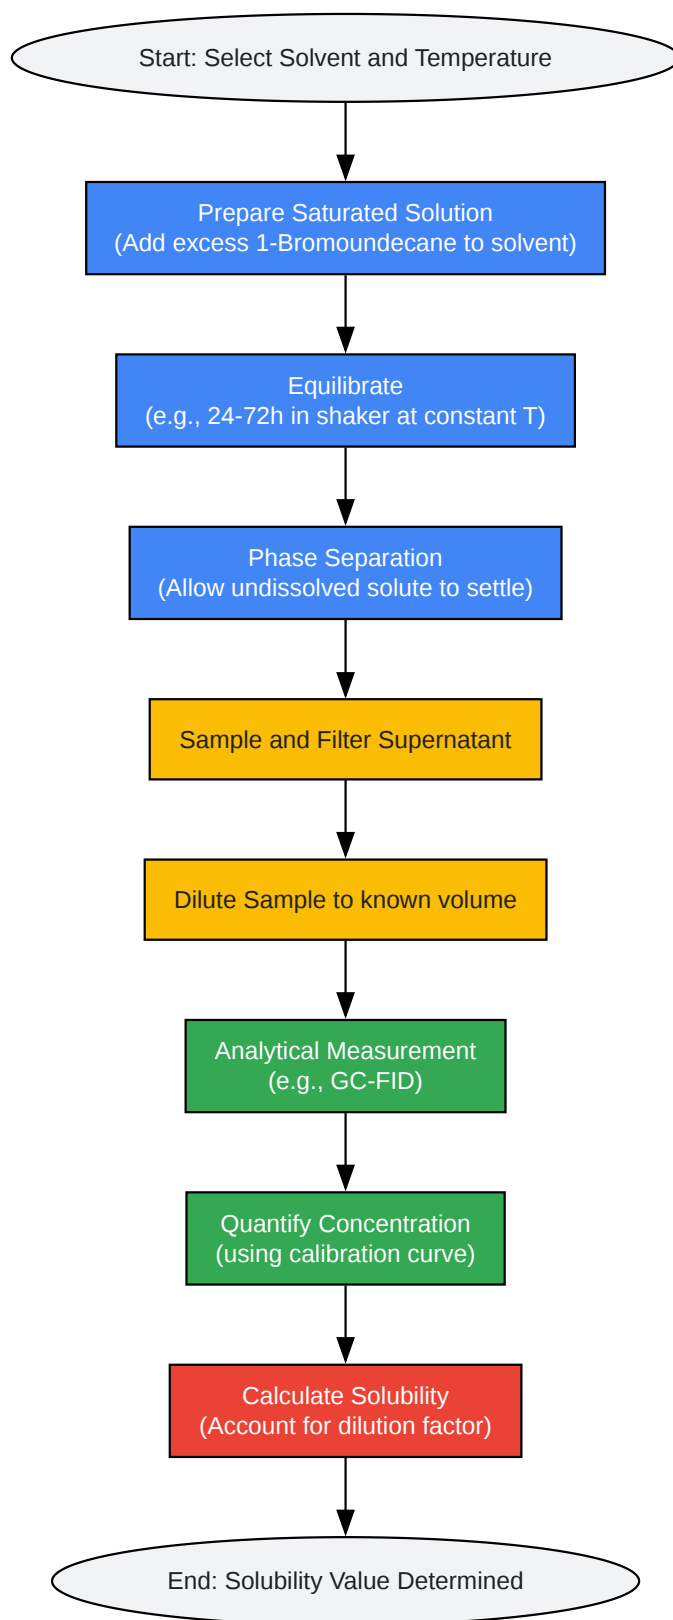 Start: Select Solvent and Temperature
Prepare Saturated Solution
(Add excess 1-Bromoundecane to solvent)
Equilibrate
(e.g., 24-72h in shaker at constant T)
Phase Separation
(Allow undissolved solute to settle)
Sample and Filter Supernatant
Dilute Sample to known volume
Analytical Measurement
(e.g., GC-FID)
Quantify Concentration
(using calibration curve)
Calculate Solubility
(Account for dilution factor)
End: Solubility Value Determined